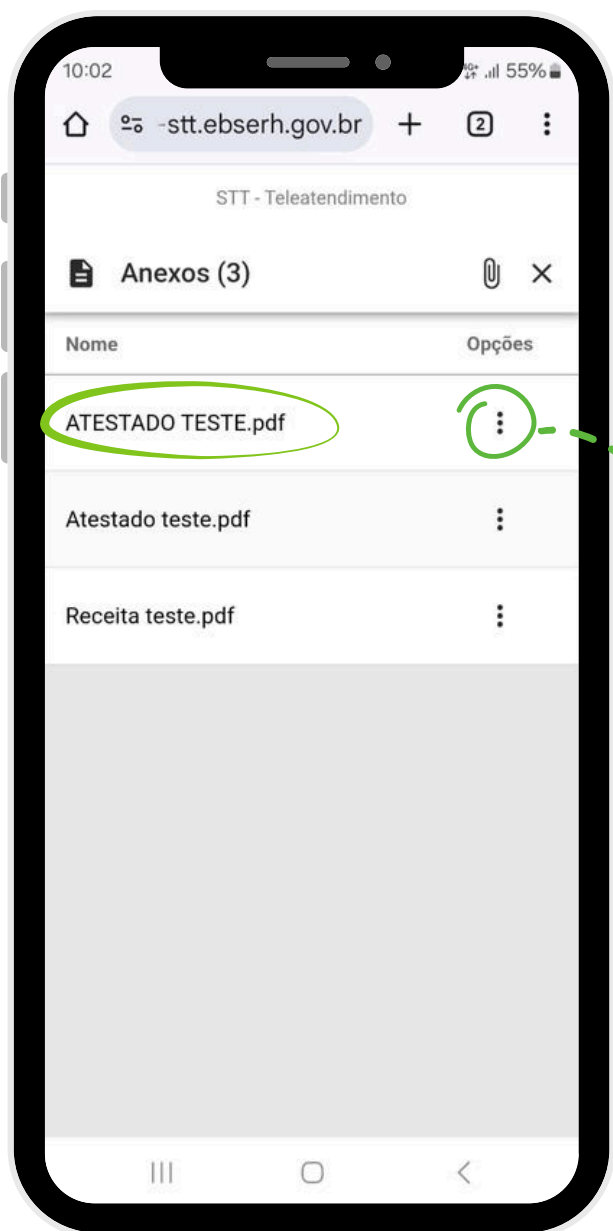 10:02
55%
-stt.ebserh.gov.br
2
STT - Teleatendimento
Anexos (3)
Nome Opções
ATESTADO TESTE.pdf
Atestado teste.pdf
Receita teste.pdf